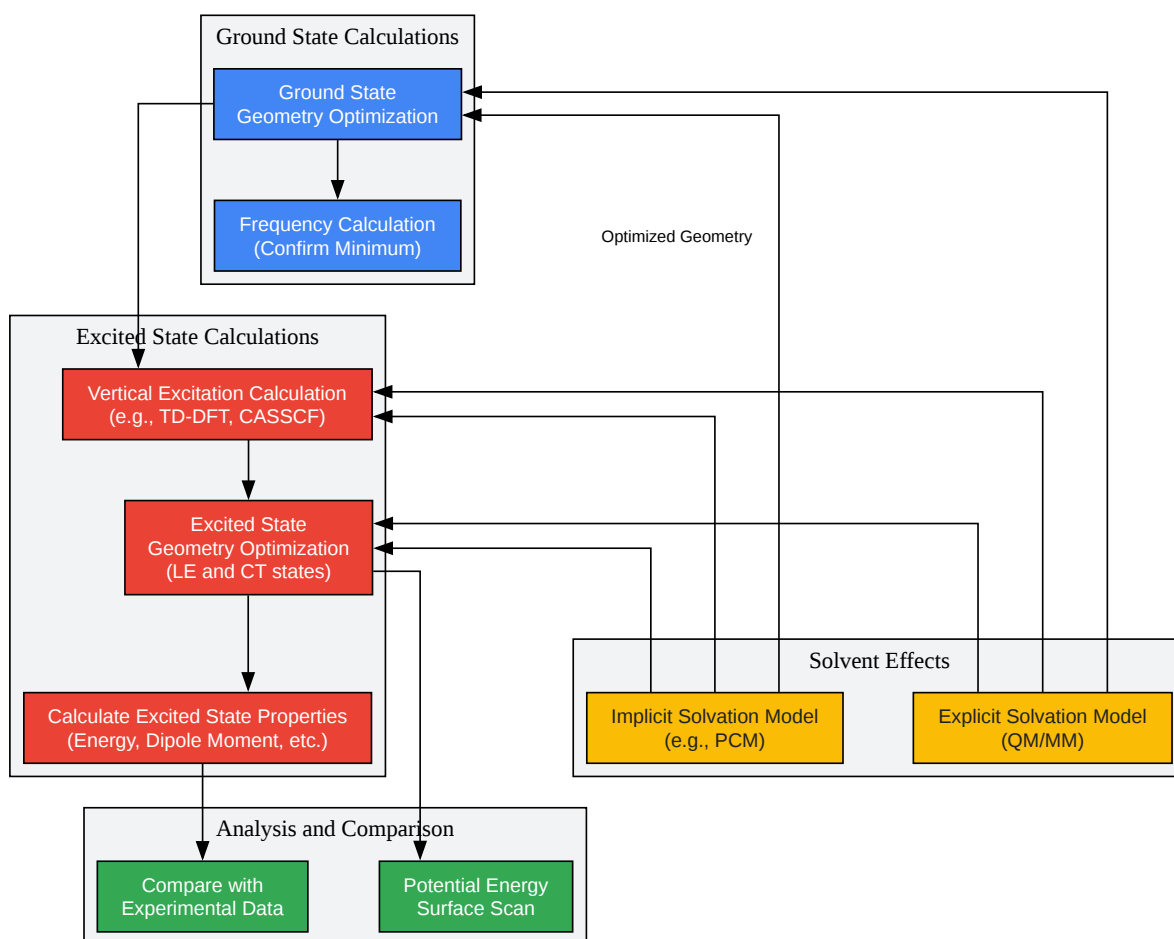 Ground State Calculations
Ground State
Geometry Optimization
Frequency Calculation
(Confirm Minimum)
Optimized Geometry
Excited State Calculations
Vertical Excitation Calculation
(e.g., TD-DFT, CASSCF)
Excited State
Geometry Optimization
(LE and CT states)
Calculate Excited State Properties
(Energy, Dipole Moment, etc.)
Solvent Effects
Implicit Solvation Model
(e.g., PCM)
Explicit Solvation Model
(QM/MM)
Analysis and Comparison
Compare with
Experimental Data
Potential Energy
Surface Scan